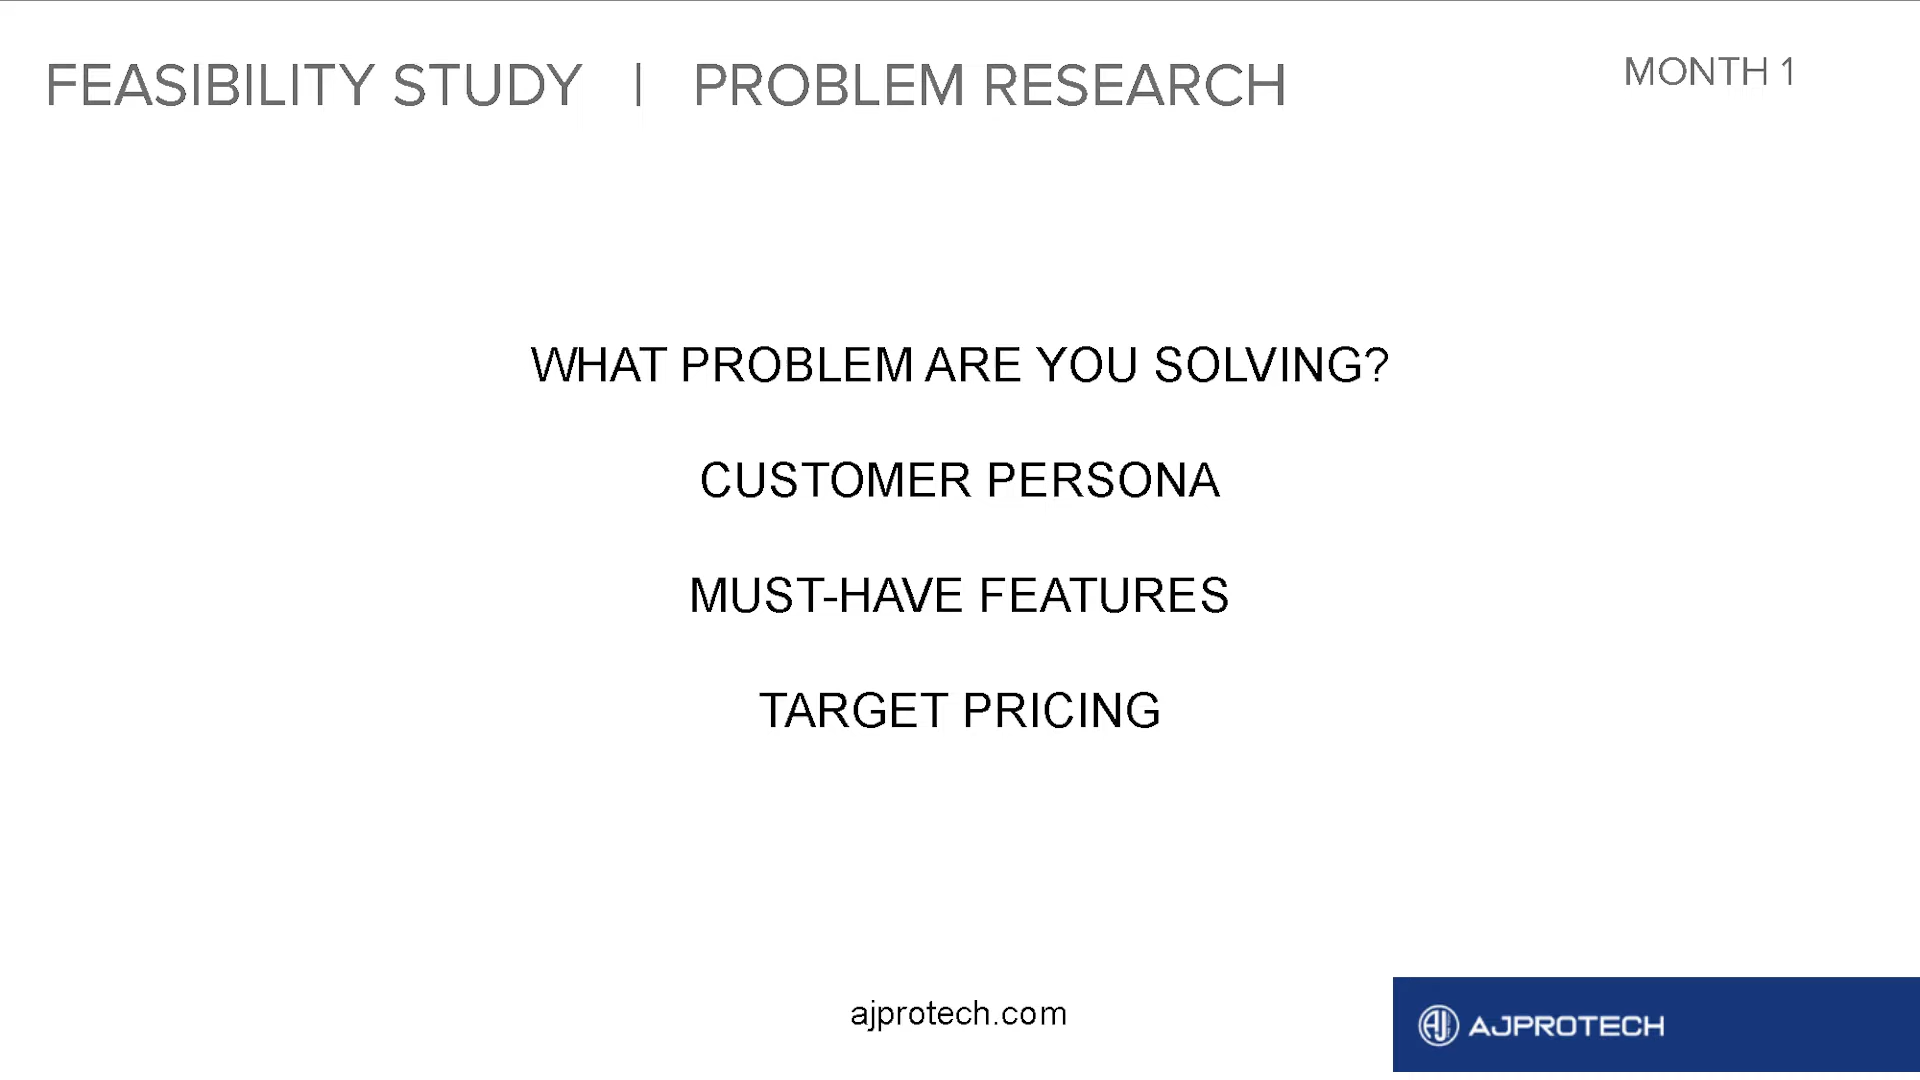 FEASIBILITY STUDY | PROBLEM RESEARCH
MONTH 1
WHAT PROBLEM ARE YOU SOLVING?
CUSTOMER PERSONA
MUST-HAVE FEATURES
TARGET PRICING
ajprotech.com
AJPROTECH